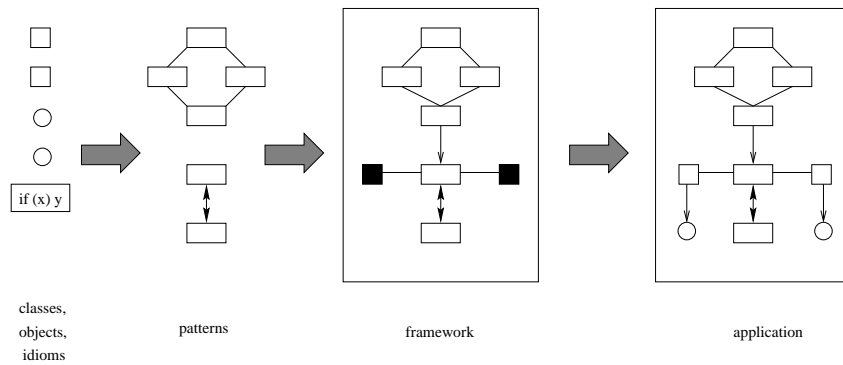 if (x) y
classes,
objects,
idioms
patterns
framework
application